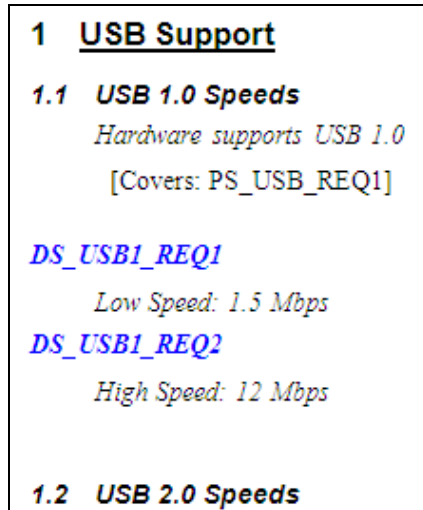 1 USB Support
1.1 USB 1.0 Speeds
Hardware supports USB 1.0
[Covers: PS_USB_REQ1]
DS_USB1_REQ1
Low Speed: 1.5 Mbps
DS_USB1_REQ2
High Speed: 12 Mbps
1.2 USB 2.0 Speeds